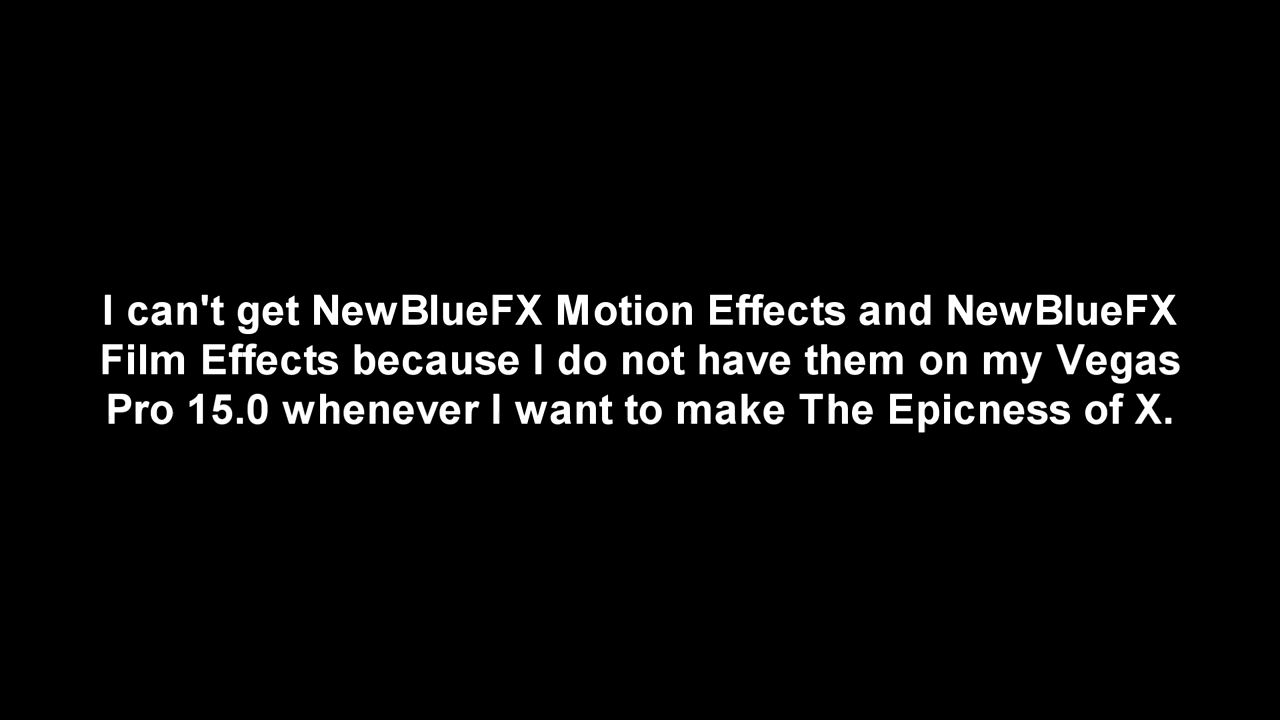 I can't get NewBlueFX Motion Effects and NewBlueFX
Film Effects because I do not have them on my Vegas
Pro 15.0 whenever I want to make The Epicness of X.